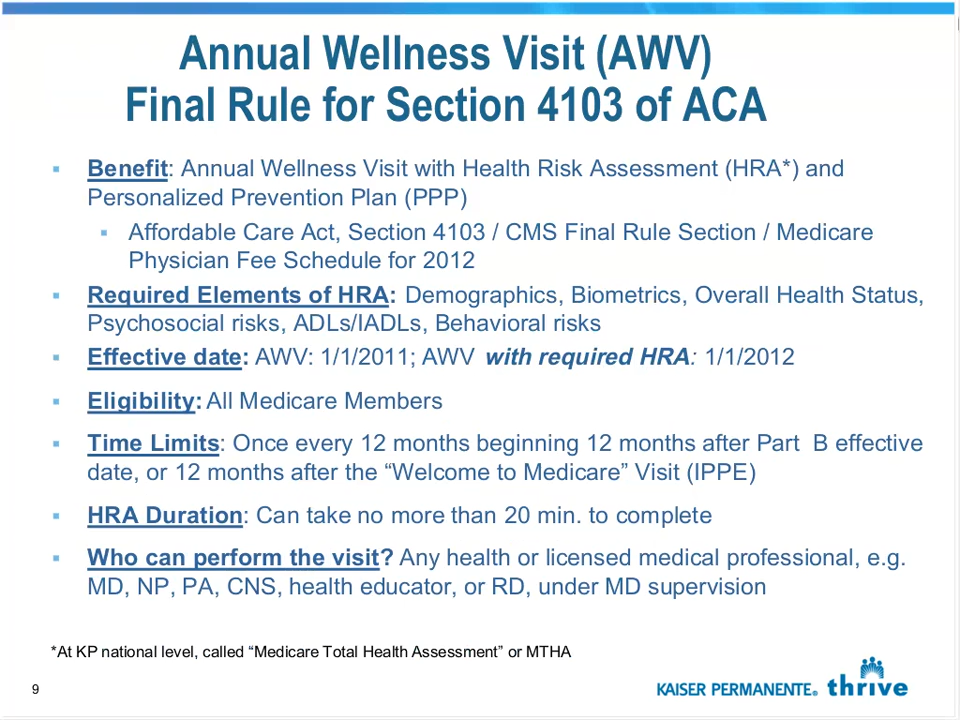 Annual Wellness Visit (AWV)
Final Rule for Section 4103 of ACA
▪ Benefit: Annual Wellness Visit with Health Risk Assessment (HRA*) and
Personalized Prevention Plan (PPP)
▪ Affordable Care Act, Section 4103 / CMS Final Rule Section / Medicare
Physician Fee Schedule for 2012
▪ Required Elements of HRA: Demographics, Biometrics, Overall Health Status,
Psychosocial risks, ADLs/IADLs, Behavioral risks
▪ Effective date: AWV: 1/1/2011; AWV with required HRA: 1/1/2012
▪ Eligibility: All Medicare Members
▪ Time Limits: Once every 12 months beginning 12 months after Part B effective
date, or 12 months after the “Welcome to Medicare” Visit (IPPE)
▪ HRA Duration: Can take no more than 20 min. to complete
▪ Who can perform the visit? Any health or licensed medical professional, e.g.
MD, NP, PA, CNS, health educator, or RD, under MD supervision
*At KP national level, called “Medicare Total Health Assessment” or MTHA
9
KAISER PERMANENTE® thrive